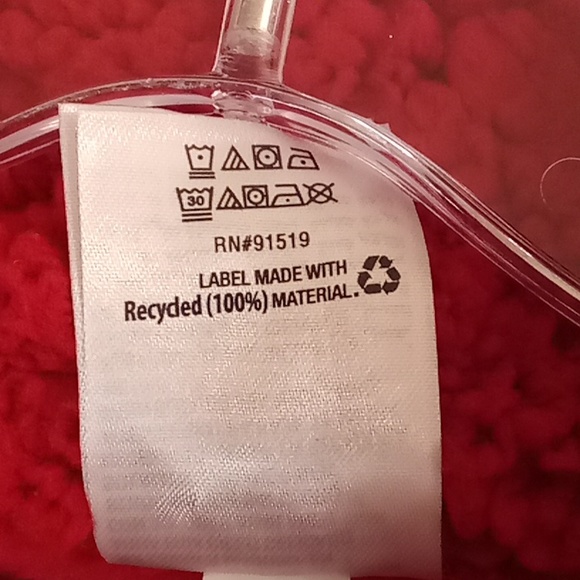 30
RN#91519
LABEL MADE WITH
Recycled (100%) MATERIAL.